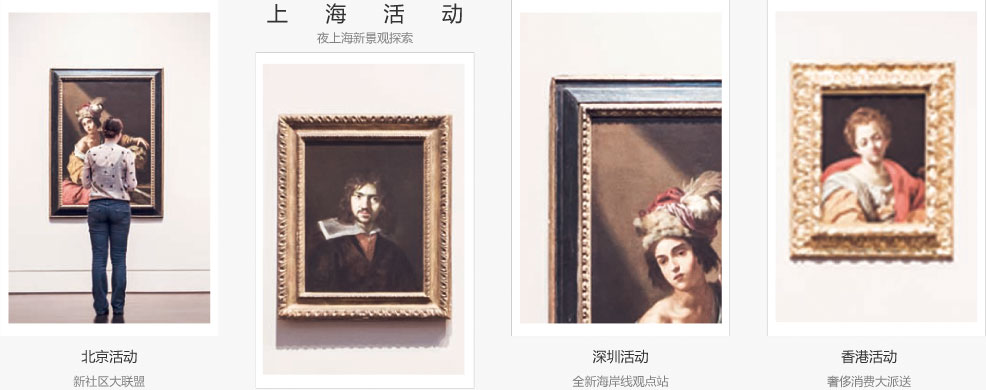 上海活动
夜上海新景观探索
北京活动
新社区大联盟
深圳活动
全新海岸线观点站
香港活动
奢侈消费大派送